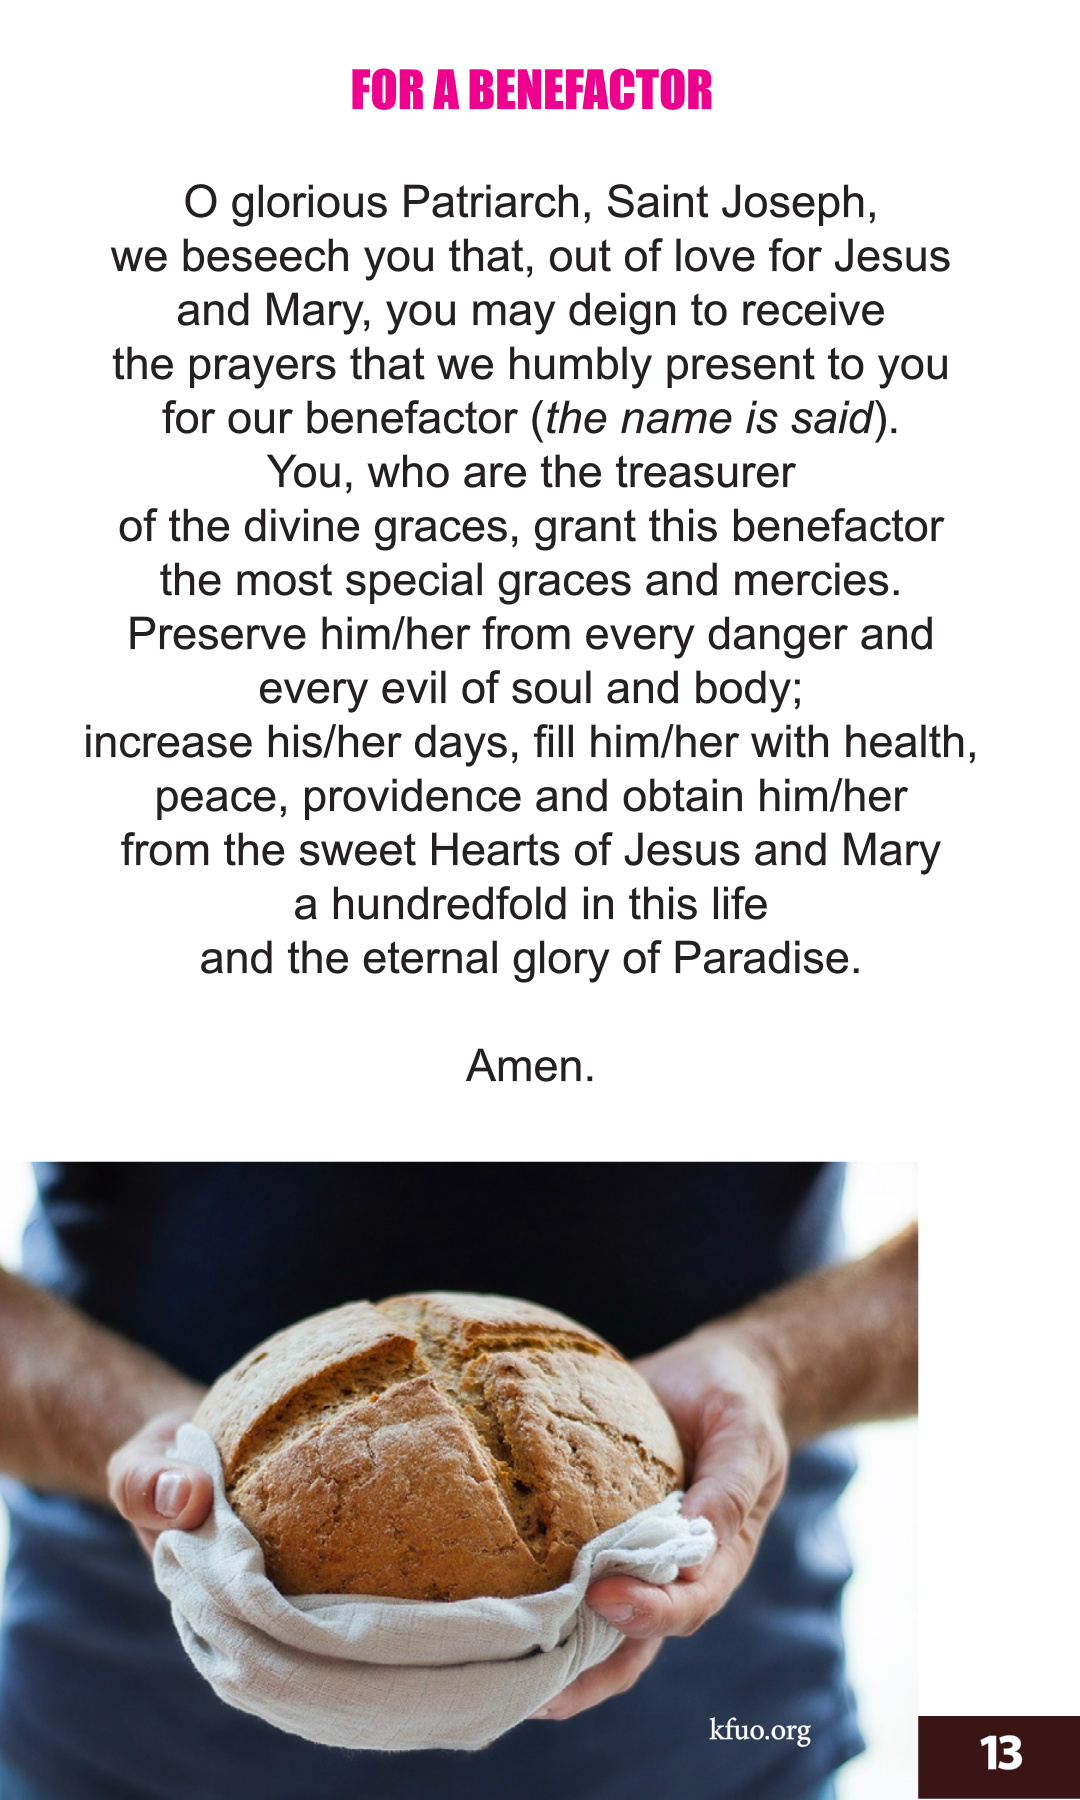 FOR A BENEFACTOR
O glorious Patriarch, Saint Joseph,
we beseech you that, out of love for Jesus
and Mary, you may deign to receive
the prayers that we humbly present to you
for our benefactor (the name is said).
You, who are the treasurer
of the divine graces, grant this benefactor
the most special graces and mercies.
Preserve him/her from every danger and
every evil of soul and body;
increase his/her days, fill him/her with health,
peace, providence and obtain him/her
from the sweet Hearts of Jesus and Mary
a hundredfold in this life
and the eternal glory of Paradise.
Amen.
kfuo.org
13